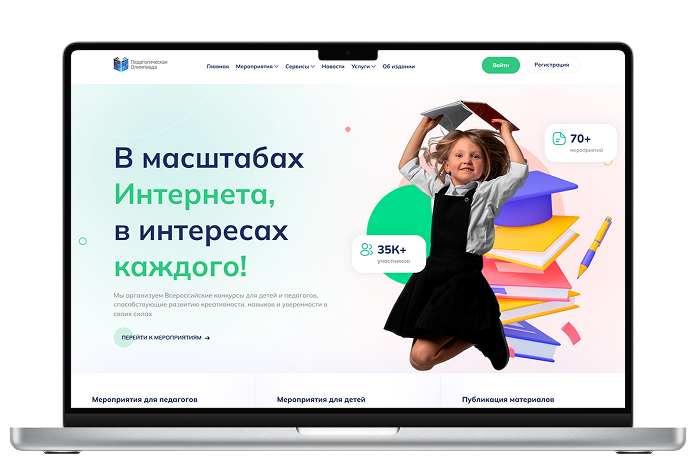 Педагогическая
Олимпиада
Главная Мероприятия Сервисы Новости Услуги Об издании
Войти Регистрация
В масштабах
Интернета,
в интересах
каждого!
Мы организуем Всероссийские конкурсы для детей и педагогов,
способствующие развитию креативности, навыков и уверенности в
своих силах
ПЕРЕЙТИ К МЕРОПРИЯТИЯМ
70+
мероприятий
35K+
участников
Мероприятия для педагогов Мероприятия для детей Публикация материалов